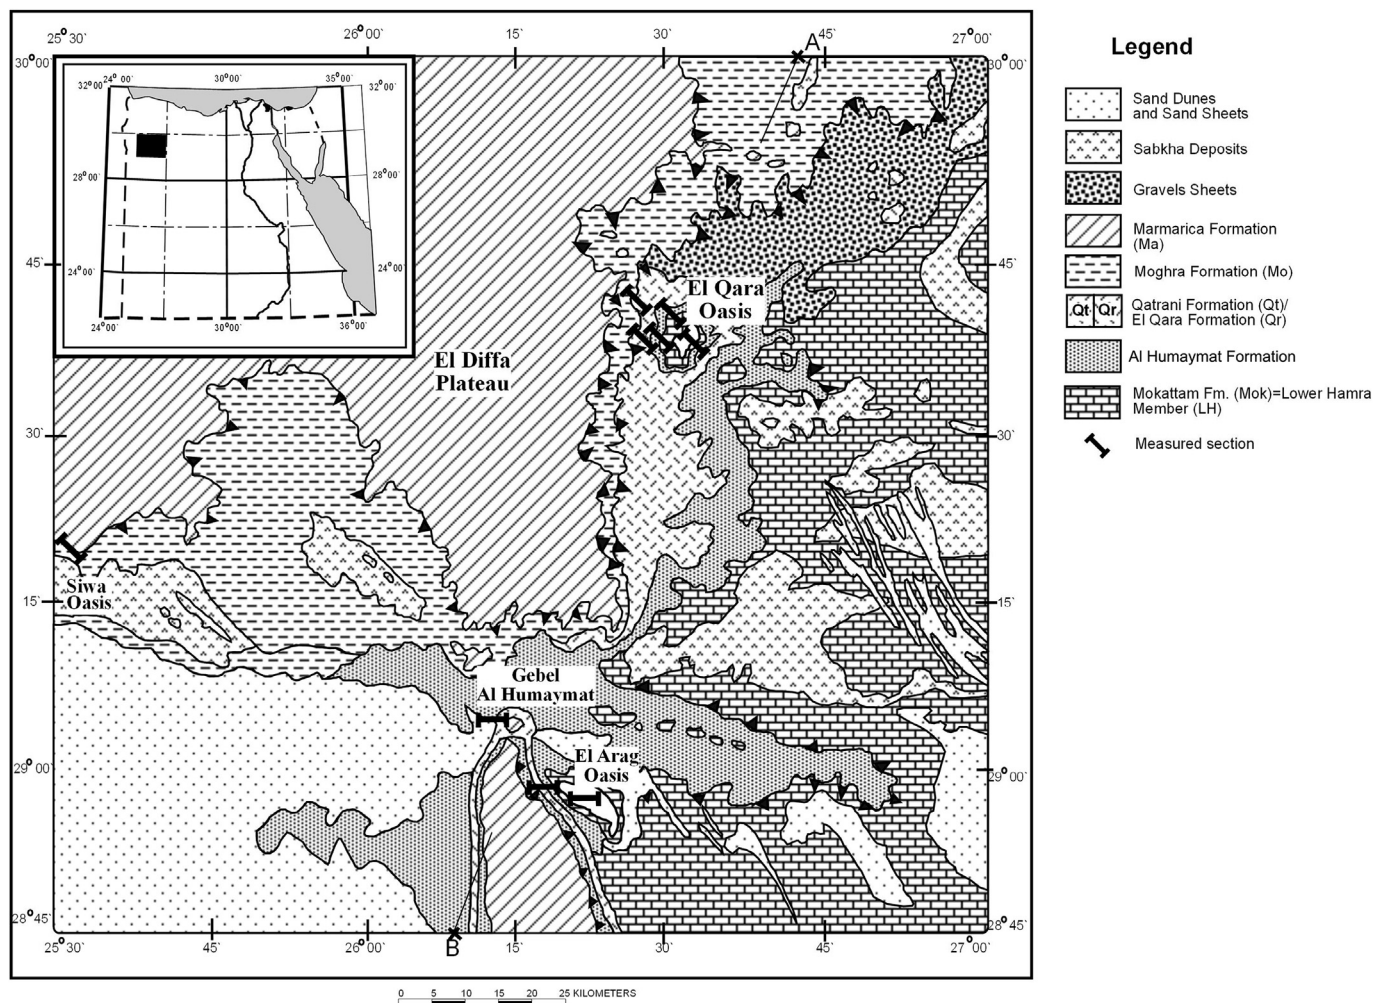 25° 30`
26° 00`
15`
30`
A
45`
27° 00`
30° 00`
30° 00`
24° 00`
30° 00`
35° 00`
32° 00`
32° 00`
28° 00`
28° 00`
24° 00`
24° 00`
24° 00`
30° 00`
36° 00`
45`
45`
El Qara
Oasis
El Diffa
Plateau
30`
30`
Siwa
Oasis
15`
15`
Gebel
Al Humaymat
El Arag
Oasis
29° 00`
29° 00`
28° 45`
28° 45`
25° 30
45`
26° 00`
B
15`
30`
45`
27° 00`
0 5 10 15 20 25 KILOMETERS
Legend
Sand Dunes
and Sand Sheets
Sabkha Deposits
Gravels Sheets
Marmarica Formation
(Ma)
Moghra Formation (Mo)
Qt Qr
Qatrani Formation (Qt)/
El Qara Formation (Qr)
Al Humaymat Formation
Mokattam Fm. (Mok)=Lower Hamra
Member (LH)
Measured section